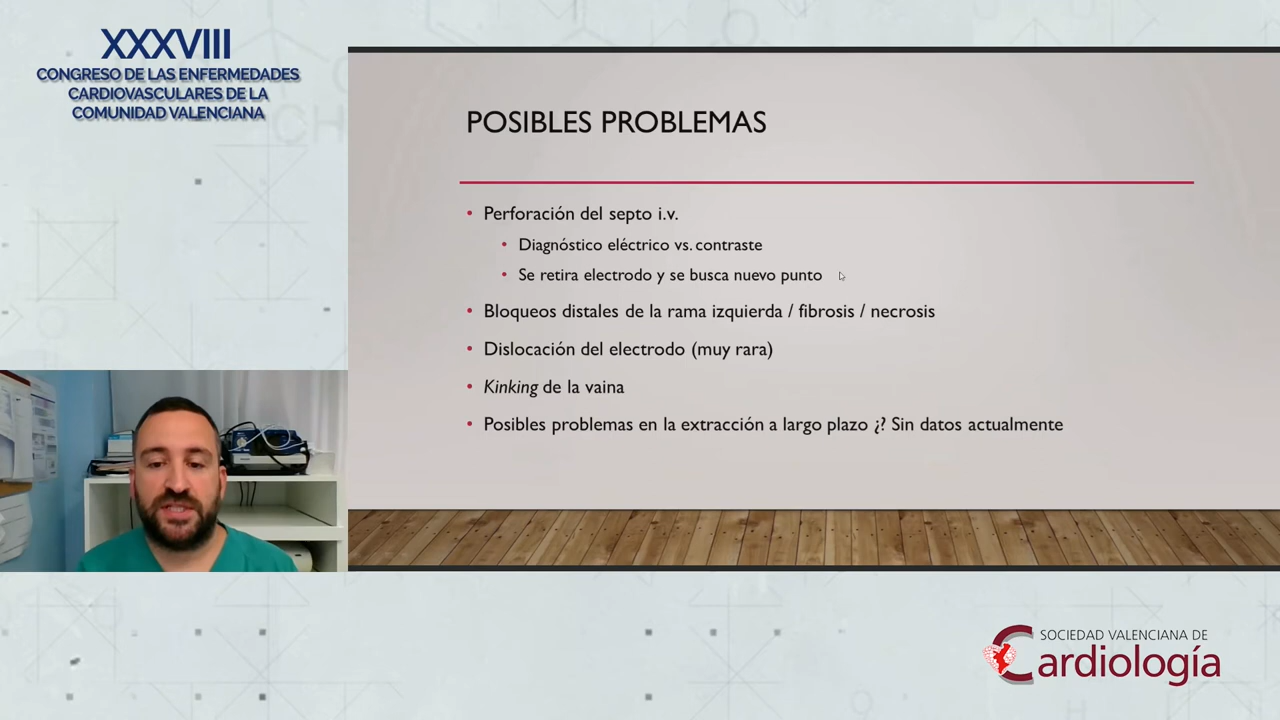 XXXVIII
CONGRESO DE LAS ENFERMEDADES
CARDIOVASCULARES DE LA
COMUNIDAD VALENCIANA
POSIBLES PROBLEMAS
• Perforación del septo i.v.
• Diagnóstico eléctrico vs. contraste
• Se retira electrodo y se busca nuevo punto
• Bloqueos distales de la rama izquierda / fibrosis / necrosis
• Dislocación del electrodo (muy rara)
• Kinking de la vaina
• Posibles problemas en la extracción a largo plazo ¿? Sin datos actualmente
SOCIEDAD VALENCIANA DE
Cardiología